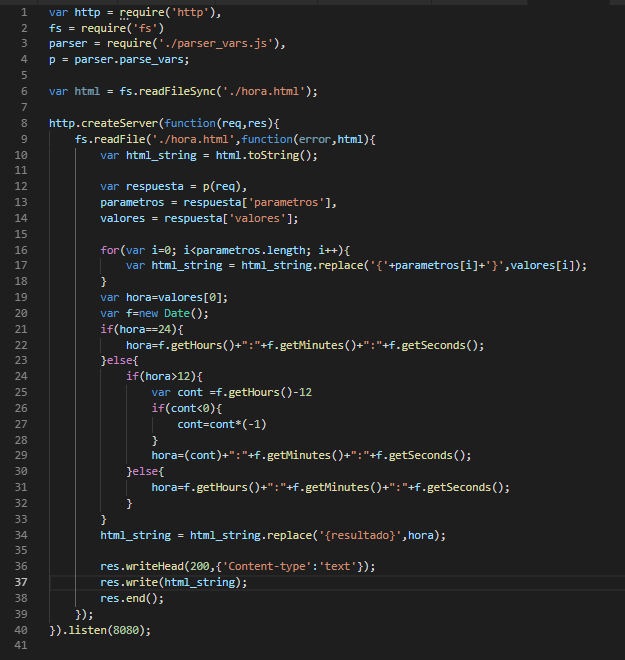 1 var http = require('http'),
2 fs = require('fs')
3 parser = require('./parser_vars.js'),
4 p = parser.parse_vars;
5
6 var html = fs.readFileSync('./hora.html');
7
8 http.createServer(function(req,res){
9 fs.readFile('./hora.html',function(error,html){
10 var html_string = html.toString();
11
12 var respuesta = p(req),
13 parametros = respuesta['parametros'],
14 valores = respuesta['valores'];
15
16 for(var i=0; i<parametros.length; i++){
17 var html_string = html_string.replace('{'+parametros[i]+'}',valores[i]);
18 }
19 var hora=valores[0];
20 var f=new Date();
21 if(hora==24){
22 hora=f.getHours()+":"+f.getMinutes()+":"+f.getSeconds();
23 }else{
24 if(hora>12){
25 var cont =f.getHours()-12
26 if(cont<0){
27 cont=cont*(-1)
28 }
29 hora=(cont)+":"+f.getMinutes()+":"+f.getSeconds();
30 }else{
31 hora=f.getHours()+":"+f.getMinutes()+":"+f.getSeconds();
32 }
33 }
34 html_string = html_string.replace('{resultado}',hora);
35
36 res.writeHead(200,{'Content-type':'text'});
37 res.write(html_string);
38 res.end();
39 });
40 }).listen(8080);
41